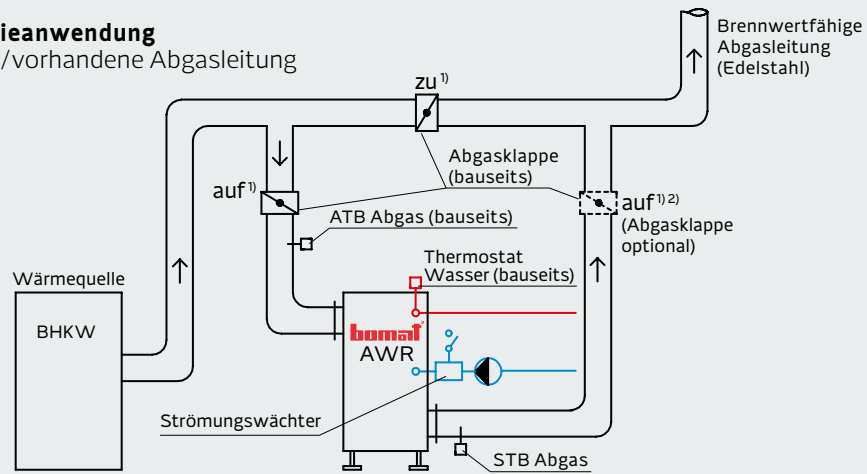 ieanwendung
/vorhandene Abgasleitung
Brennwertfähige
Abgasleitung
(Edelstahl)
zu 1)
Abgasklappe
(bauseits)
auf 1)
auf 1) 2)
(Abgasklappe
optional)
ATB Abgas (bauseits)
Thermostat
Wasser (bauseits)
Wärmequelle
BHKW
bomat
AWR
Strömungswächter
STB Abgas